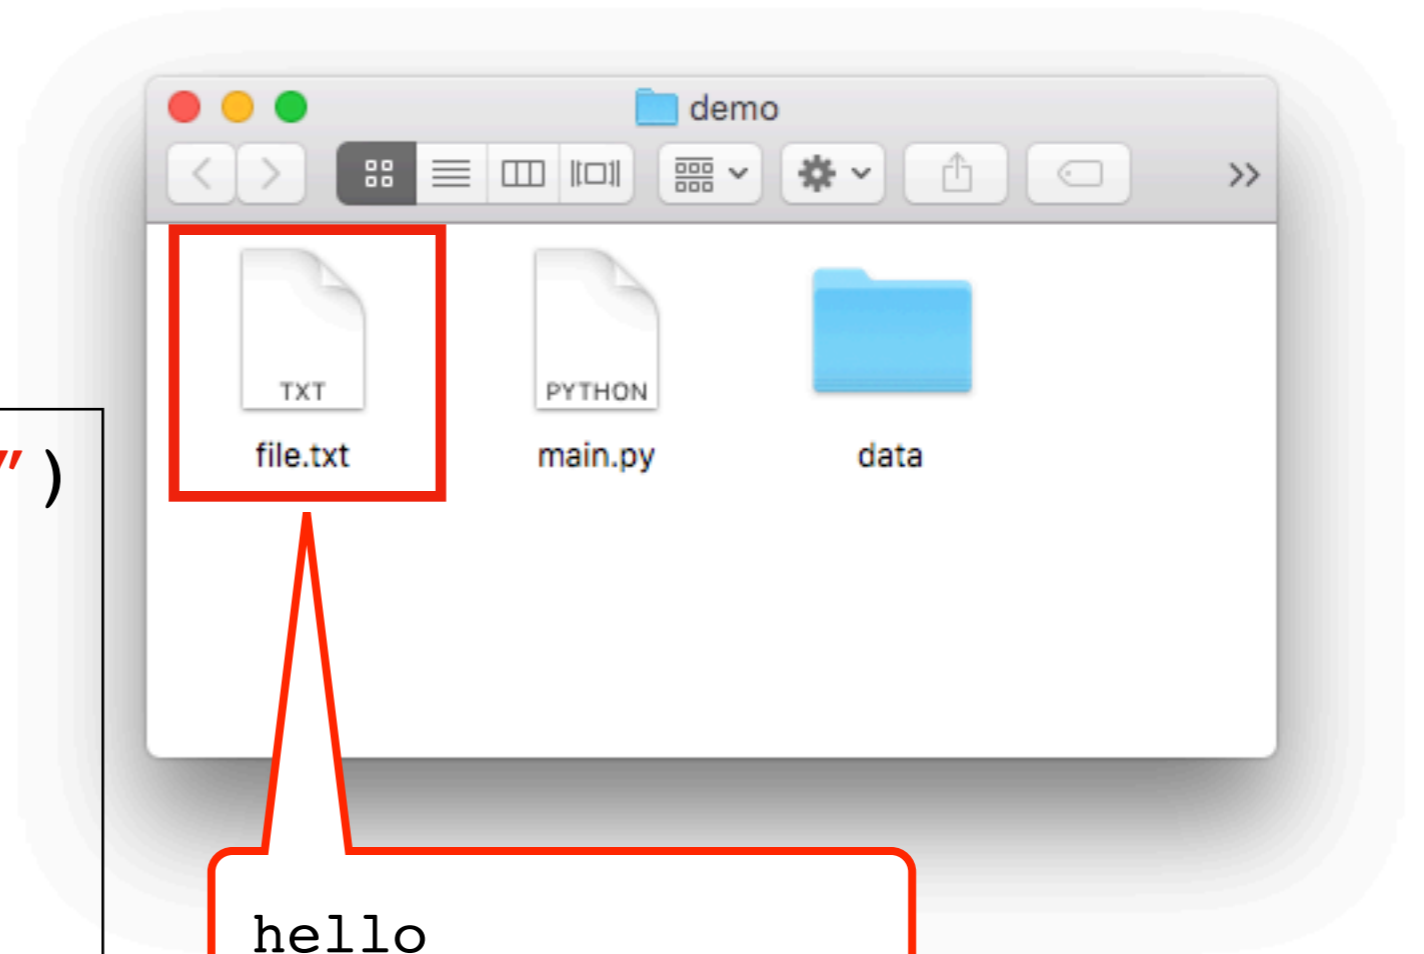 demo
TXT
PYTHON
file.txt
main.py
data
")
hello